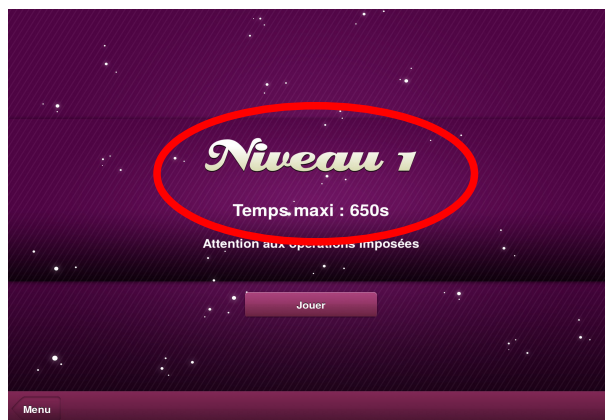 Niveau 1
Temps maxi : 650s
Attention aux opérations imposées
Jouer
Menu